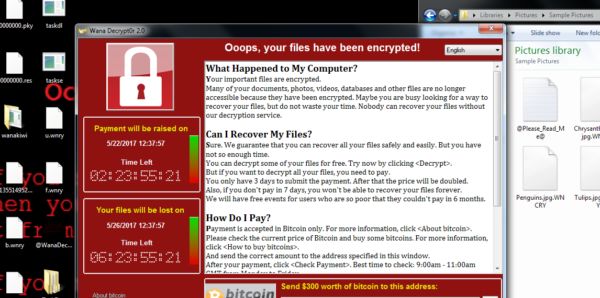 taskdl
Wana Decrypt0r 2.0
Libraries
Pictures
Sample Pictures
Slide show
Print
New folder
Ooops, your files have been encrypted!
English
Pictures library
Sample Pictures
0000000.res
taskse
What Happened to My Computer?
Your important files are encrypted.
Many of your documents, photos, videos, databases and other files are no longer
accessible because they have been encrypted. Maybe you are busy looking for a way to
recover your files, but do not waste your time. Nobody can recover your files without
our decryption service.
Payment will be raised on
5/22/2017 12:37:57
Time Left
02:23:55:21
wanakiwi
u.wnry
Can I Recover My Files?
Sure. We guarantee that you can recover all your files safely and easily. But you have
not so enough time.
You can decrypt some of your files for free. Try now by clicking <Decrypt>.
But if you want to decrypt all your files, you need to pay.
You only have 3 days to submit the payment. After that the price will be doubled.
Also, if you don't pay in 7 days, you won't be able to recover your files forever.
We will have free events for users who are so poor that they couldn't pay in 6 months.
@Please_Read_M
e@
Chrysanth
.jpg.WN
CRY
f.wnry
Your files will be lost on
5/26/2017 12:37:57
Time Left
06:23:55:21
Penguins.jpg.WN
CRY
Tulips.jpg.W
b.wnry
@WanaDec...
How Do I Pay?
Payment is accepted in Bitcoin only. For more information, click <About bitcoin>.
Please check the current price of Bitcoin and buy some bitcoins. For more information,
click <How to buy bitcoins>.
And send the correct amount to the address specified in this window.
After your payment, click <Check Payment>. Best time to check: 9:00am - 11:00am
GMT from Monday to Friday.
About bitcoin
bitcoin
Send $300 worth of bitcoin to this address: